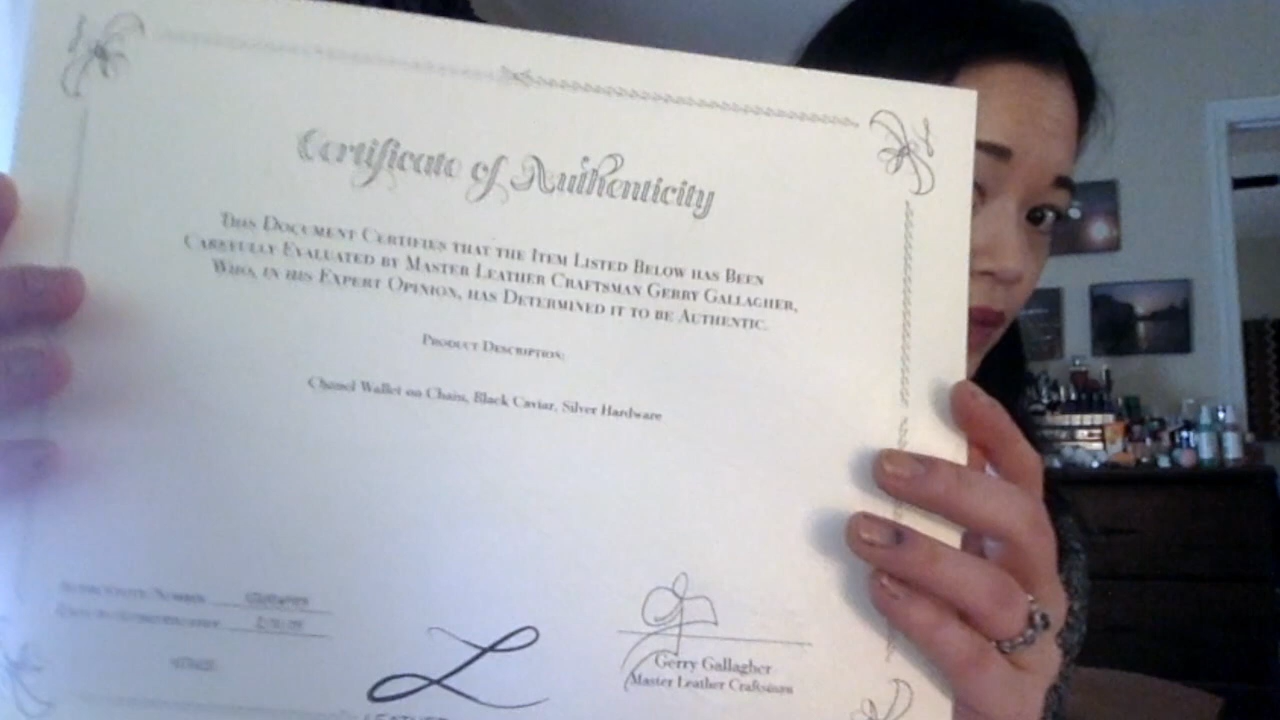 Certificate of Authenticity
This Document Certifies that the Item Listed Below has Been
Carefully Evaluated by Master Leather Craftsman Gerry Gallagher,
Who, in his Expert Opinion, has Determined it to be Authentic.
Product Description:
Chanel Wallet on Chain, Black Caviar, Silver Hardware
Gerry Gallagher
Master Leather Craftsman